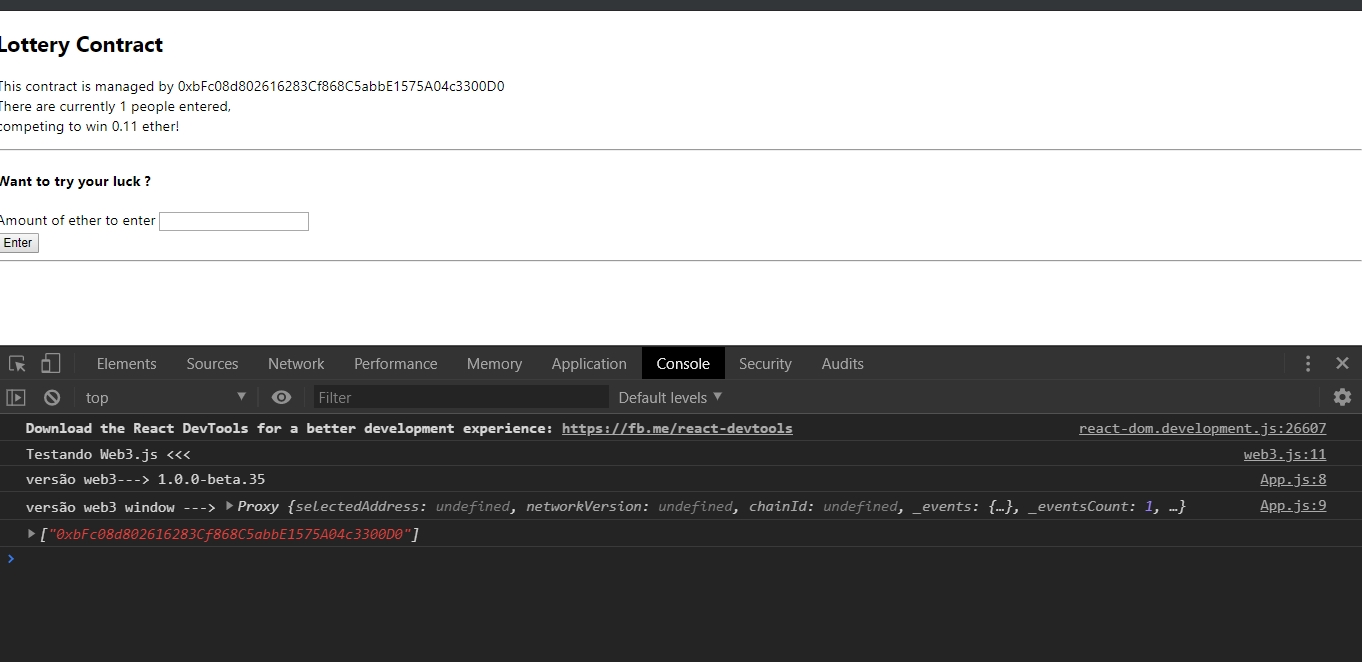 Lottery Contract
This contract is managed by 0xbFc08d802616283Cf868C5abbE1575A04c3300D0
There are currently 1 people entered,
competing to win 0.11 ether!
Want to try your luck ?
Amount of ether to enter
Enter
Elements Sources Network Performance Memory Application Console Security Audits
top Filter Default levels
Download the React DevTools for a better development experience: https://fb.me/react-devtools react-dom.development.js:26607
Testando Web3.js <<< web3.js:11
versão web3---> 1.0.0-beta.35 App.js:8
versão web3 window ---> Proxy {selectedAddress: undefined, networkVersion: undefined, chainId: undefined, _events: {…}, _eventsCount: 1, …} App.js:9
["0xbFc08d802616283Cf868C5abbE1575A04c3300D0"]